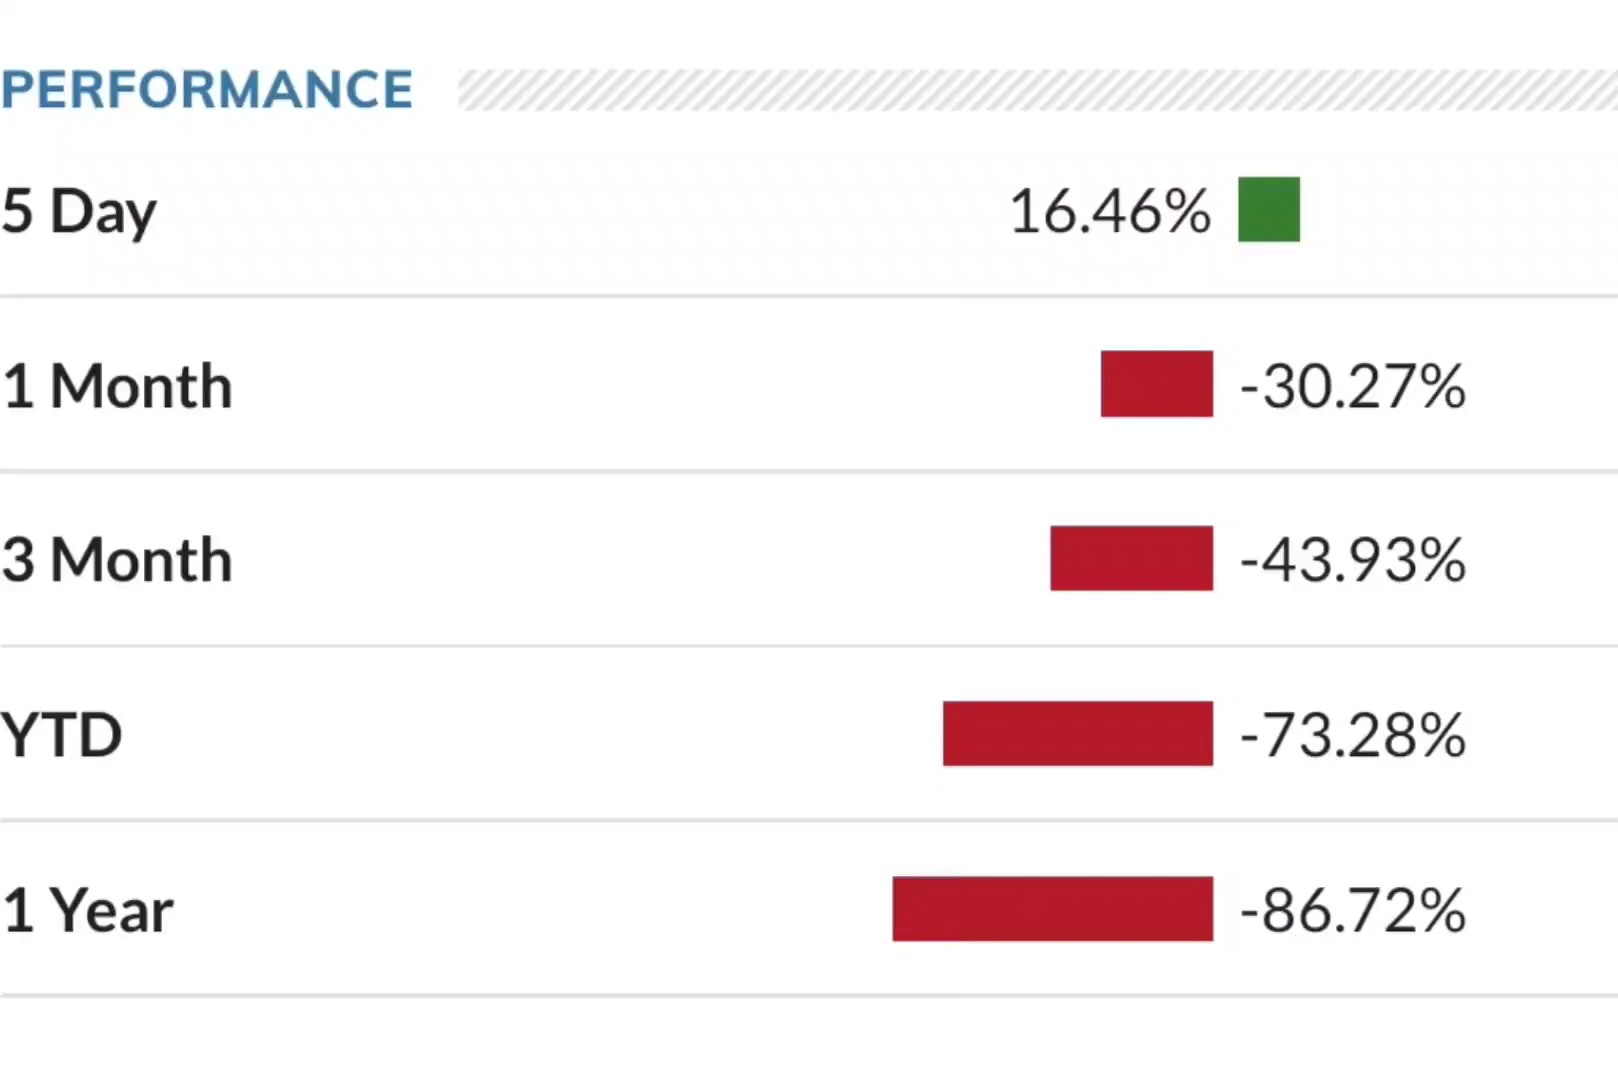 PERFORMANCE
5 Day 16.46%
1 Month -30.27%
3 Month -43.93%
YTD -73.28%
1 Year -86.72%